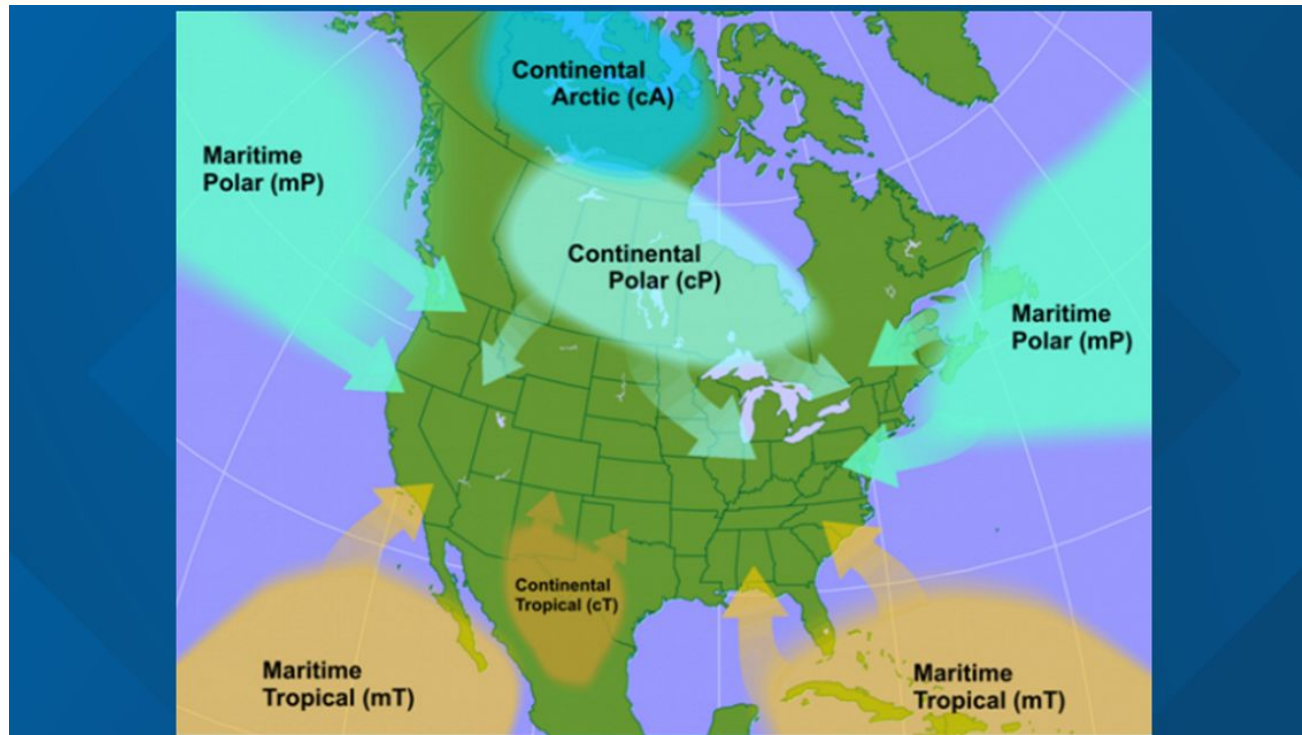 Continental
Arctic (cA)
Maritime
Polar (mP)
Continental
Polar (cP)
Maritime
Polar (mP)
Continental
Tropical (cT)
Maritime
Tropical (mT)
Maritime
Tropical (mT)